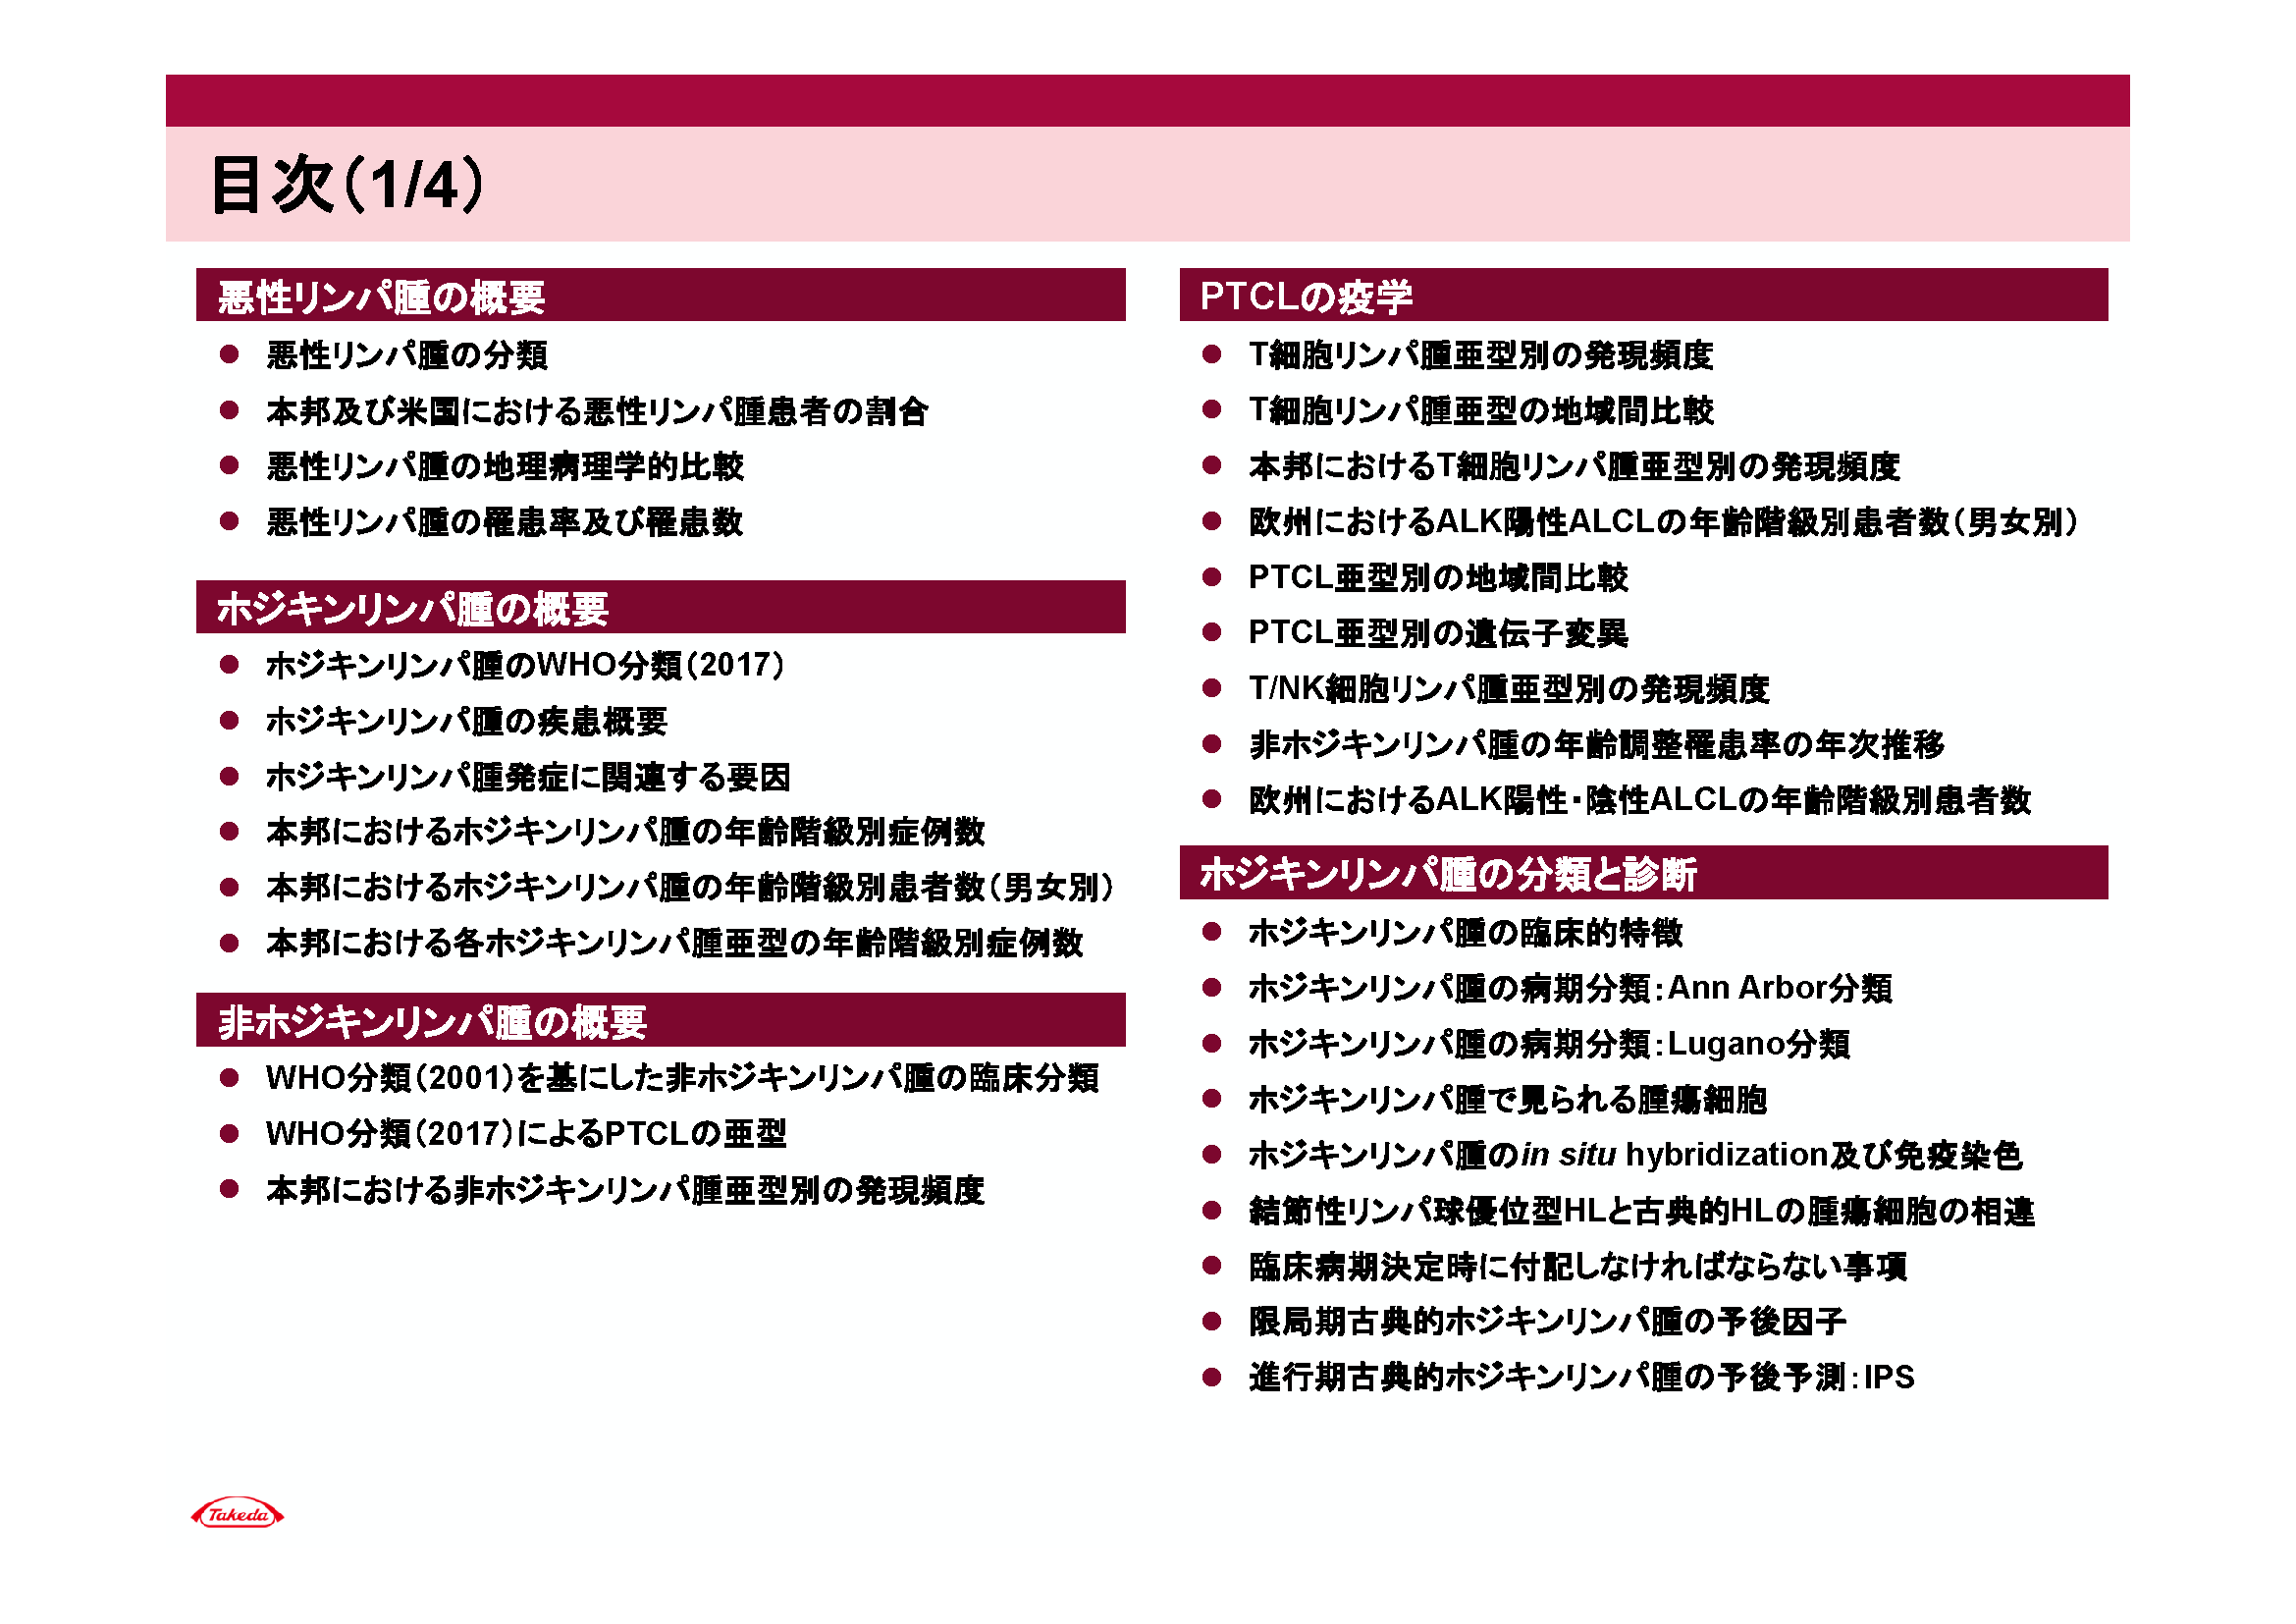 目次（1/4）
悪性リンパ腫の概要
● 悪性リンパ腫の分類
● 本邦及び米国における悪性リンパ腫患者の割合
● 悪性リンパ腫の地理病理学的比較
● 悪性リンパ腫の罹患率及び罹患数
ホジキンリンパ腫の概要
● ホジキンリンパ腫のWHO分類（2017）
● ホジキンリンパ腫の疾患概要
● ホジキンリンパ腫発症に関連する要因
● 本邦におけるホジキンリンパ腫の年齢階級別症例数
● 本邦におけるホジキンリンパ腫の年齢階級別患者数（男女別）
● 本邦における各ホジキンリンパ腫亜型の年齢階級別症例数
非ホジキンリンパ腫の概要
● WHO分類（2001）を基にした非ホジキンリンパ腫の臨床分類
● WHO分類（2017）によるPTCLの亜型
● 本邦における非ホジキンリンパ腫亜型別の発現頻度
PTCLの疫学
● T細胞リンパ腫亜型別の発現頻度
● T細胞リンパ腫亜型の地域間比較
● 本邦におけるT細胞リンパ腫亜型別の発現頻度
● 欧州におけるALK陽性ALCLの年齢階級別患者数（男女別）
● PTCL亜型別の地域間比較
● PTCL亜型別の遺伝子変異
● T/NK細胞リンパ腫亜型別の発現頻度
● 非ホジキンリンパ腫の年齢調整罹患率の年次推移
● 欧州におけるALK陽性・陰性ALCLの年齢階級別患者数
ホジキンリンパ腫の分類と診断
● ホジキンリンパ腫の臨床的特徴
● ホジキンリンパ腫の病期分類：Ann Arbor分類
● ホジキンリンパ腫の病期分類：Lugano分類
● ホジキンリンパ腫で見られる腫瘍細胞
● ホジキンリンパ腫のin situ hybridization及び免疫染色
● 結節性リンパ球優位型HLと古典的HLの腫瘍細胞の相違
● 臨床病期決定時に付記しなければならない事項
● 限局期古典的ホジキンリンパ腫の予後因子
● 進行期古典的ホジキンリンパ腫の予後予測：IPS
Takeda